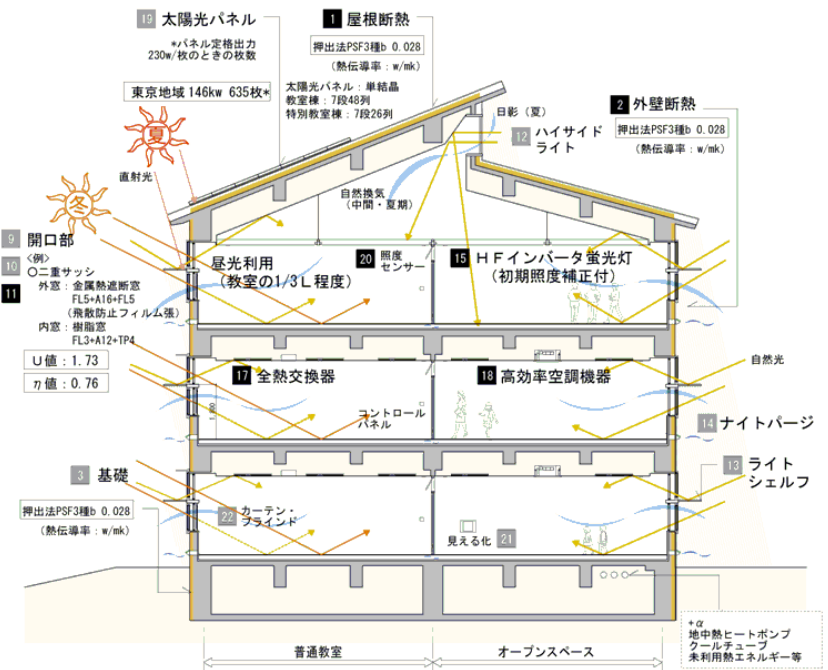 19 太陽光パネル
*パネル定格出力
230w/枚のときの枚数
東京地域 146kw 635枚*
1 屋根断熱
押出法PSF3種b 0.028
(熱伝導率:w/mk)
太陽光パネル:単結晶
教室棟:7段48列
特別教室棟:7段26列
日影(夏)
12 ハイサイド
ライト
2 外壁断熱
押出法PSF3種b 0.028
(熱伝導率:w/mk)
夏
直射光
冬
自然換気
(中間・夏期)
9 開口部
10 <例>
11 〇二重サッシ
外窓:金属熱遮断窓
FL5+A16+FL5
(飛散防止フィルム張)
内窓:樹脂窓
FL3+A12+TP4
U値:1.73
η値:0.76
昼光利用
(教室の1/3L程度)
20 照度
センサー
15 HFインバータ蛍光灯
(初期照度補正付)
17 全熱交換器
コントロール
パネル
18 高効率空調機器
自然光
14 ナイトパージ
13 ライト
シェルフ
3 基礎
押出法PSF3種b 0.028
(熱伝導率:w/mk)
22 カーテン・
ブラインド
見える化 21
+α
地中熱ヒートポンプ
クールチューブ
未利用熱エネルギー等
普通教室
オープンスペース